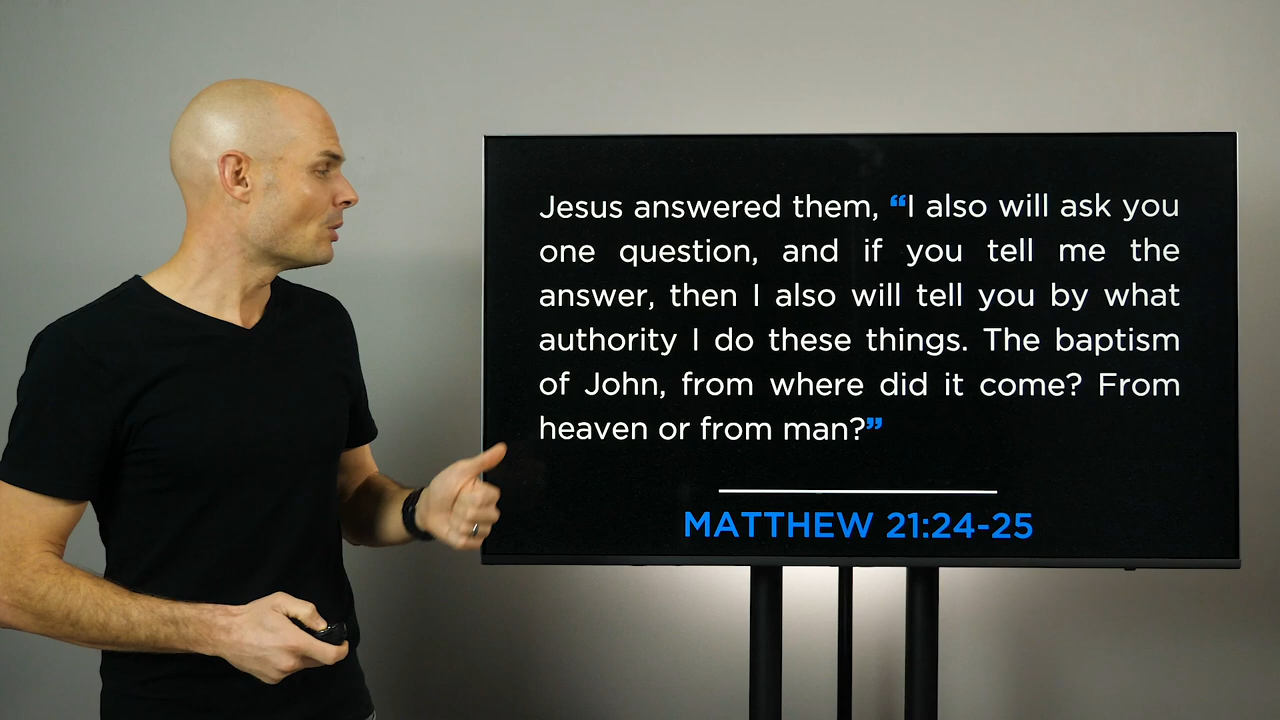 Jesus answered them, “I also will ask you
one question, and if you tell me the
answer, then I also will tell you by what
authority I do these things. The baptism
of John, from where did it come? From
heaven or from man?”
MATTHEW 21:24-25